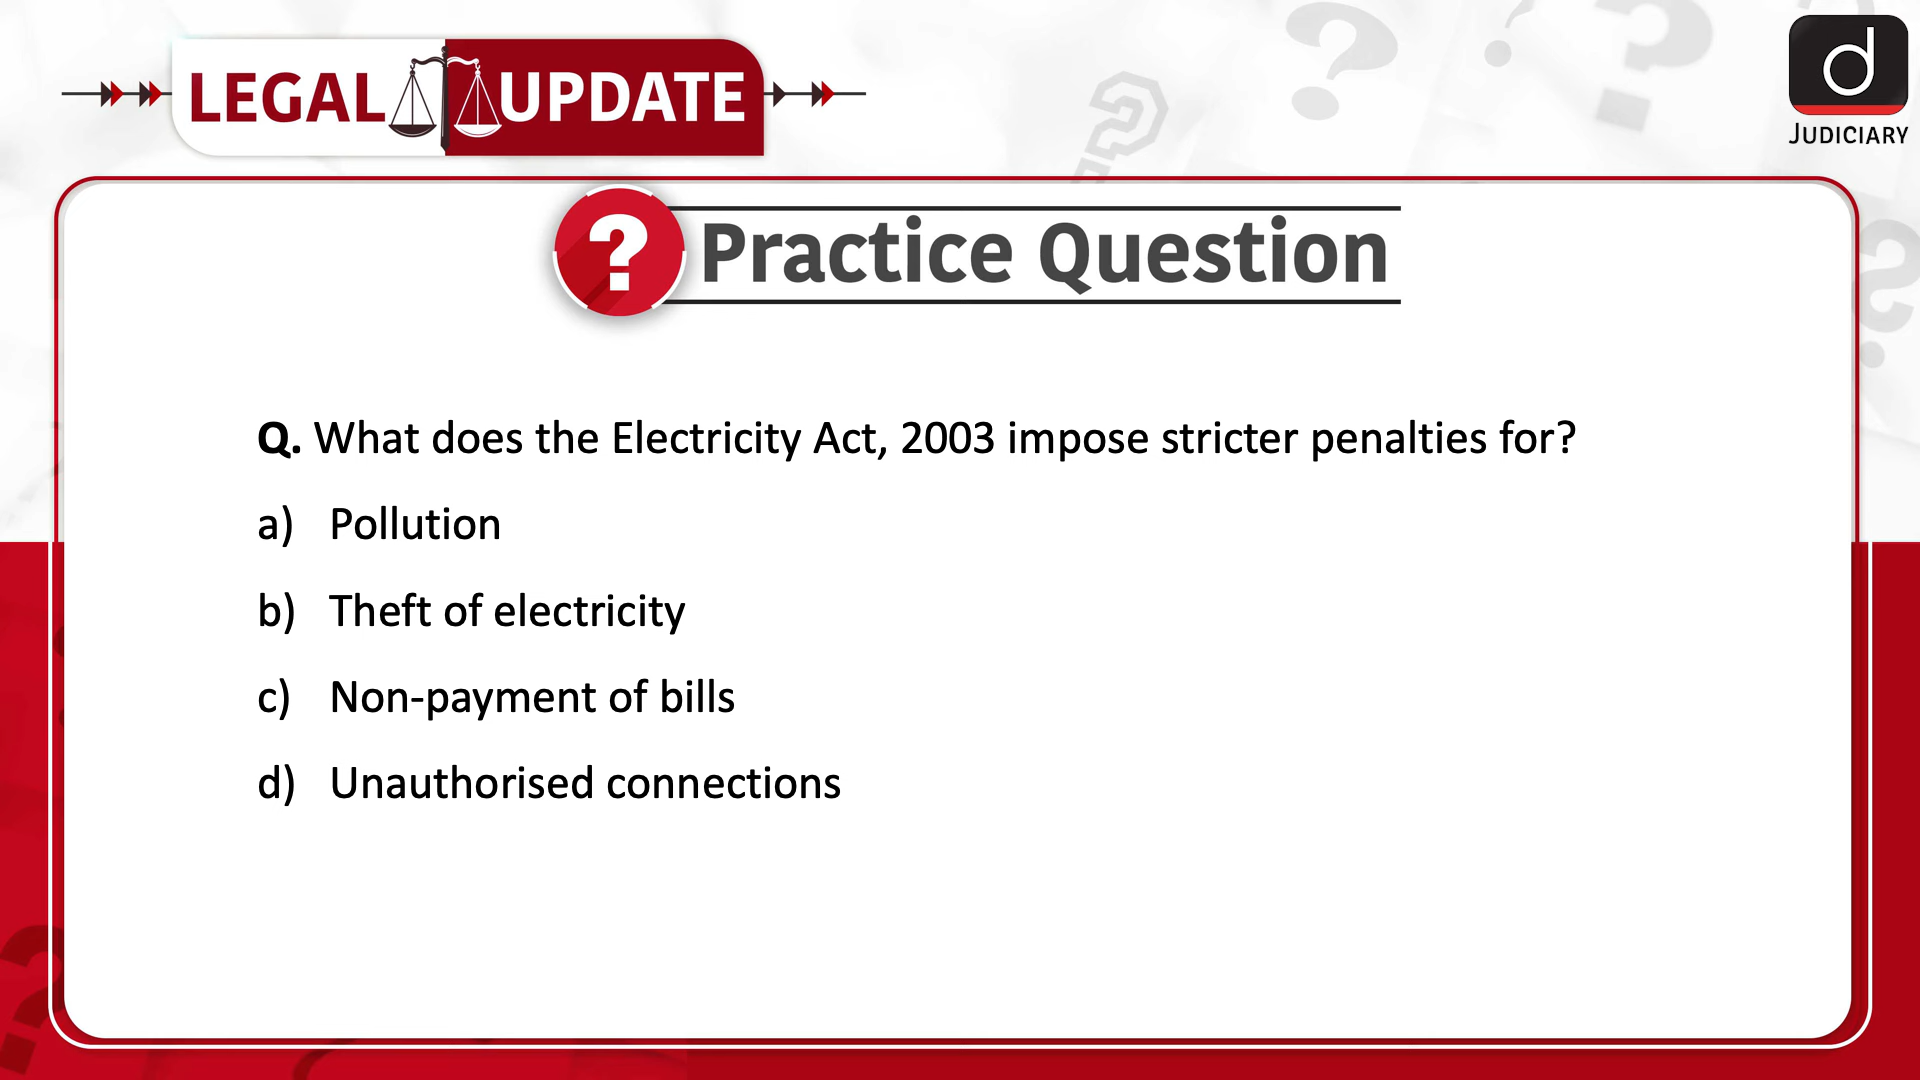 LEGAL UPDATE
d
JUDICIARY
? Practice Question
Q. What does the Electricity Act, 2003 impose stricter penalties for?
a) Pollution
b) Theft of electricity
c) Non-payment of bills
d) Unauthorised connections